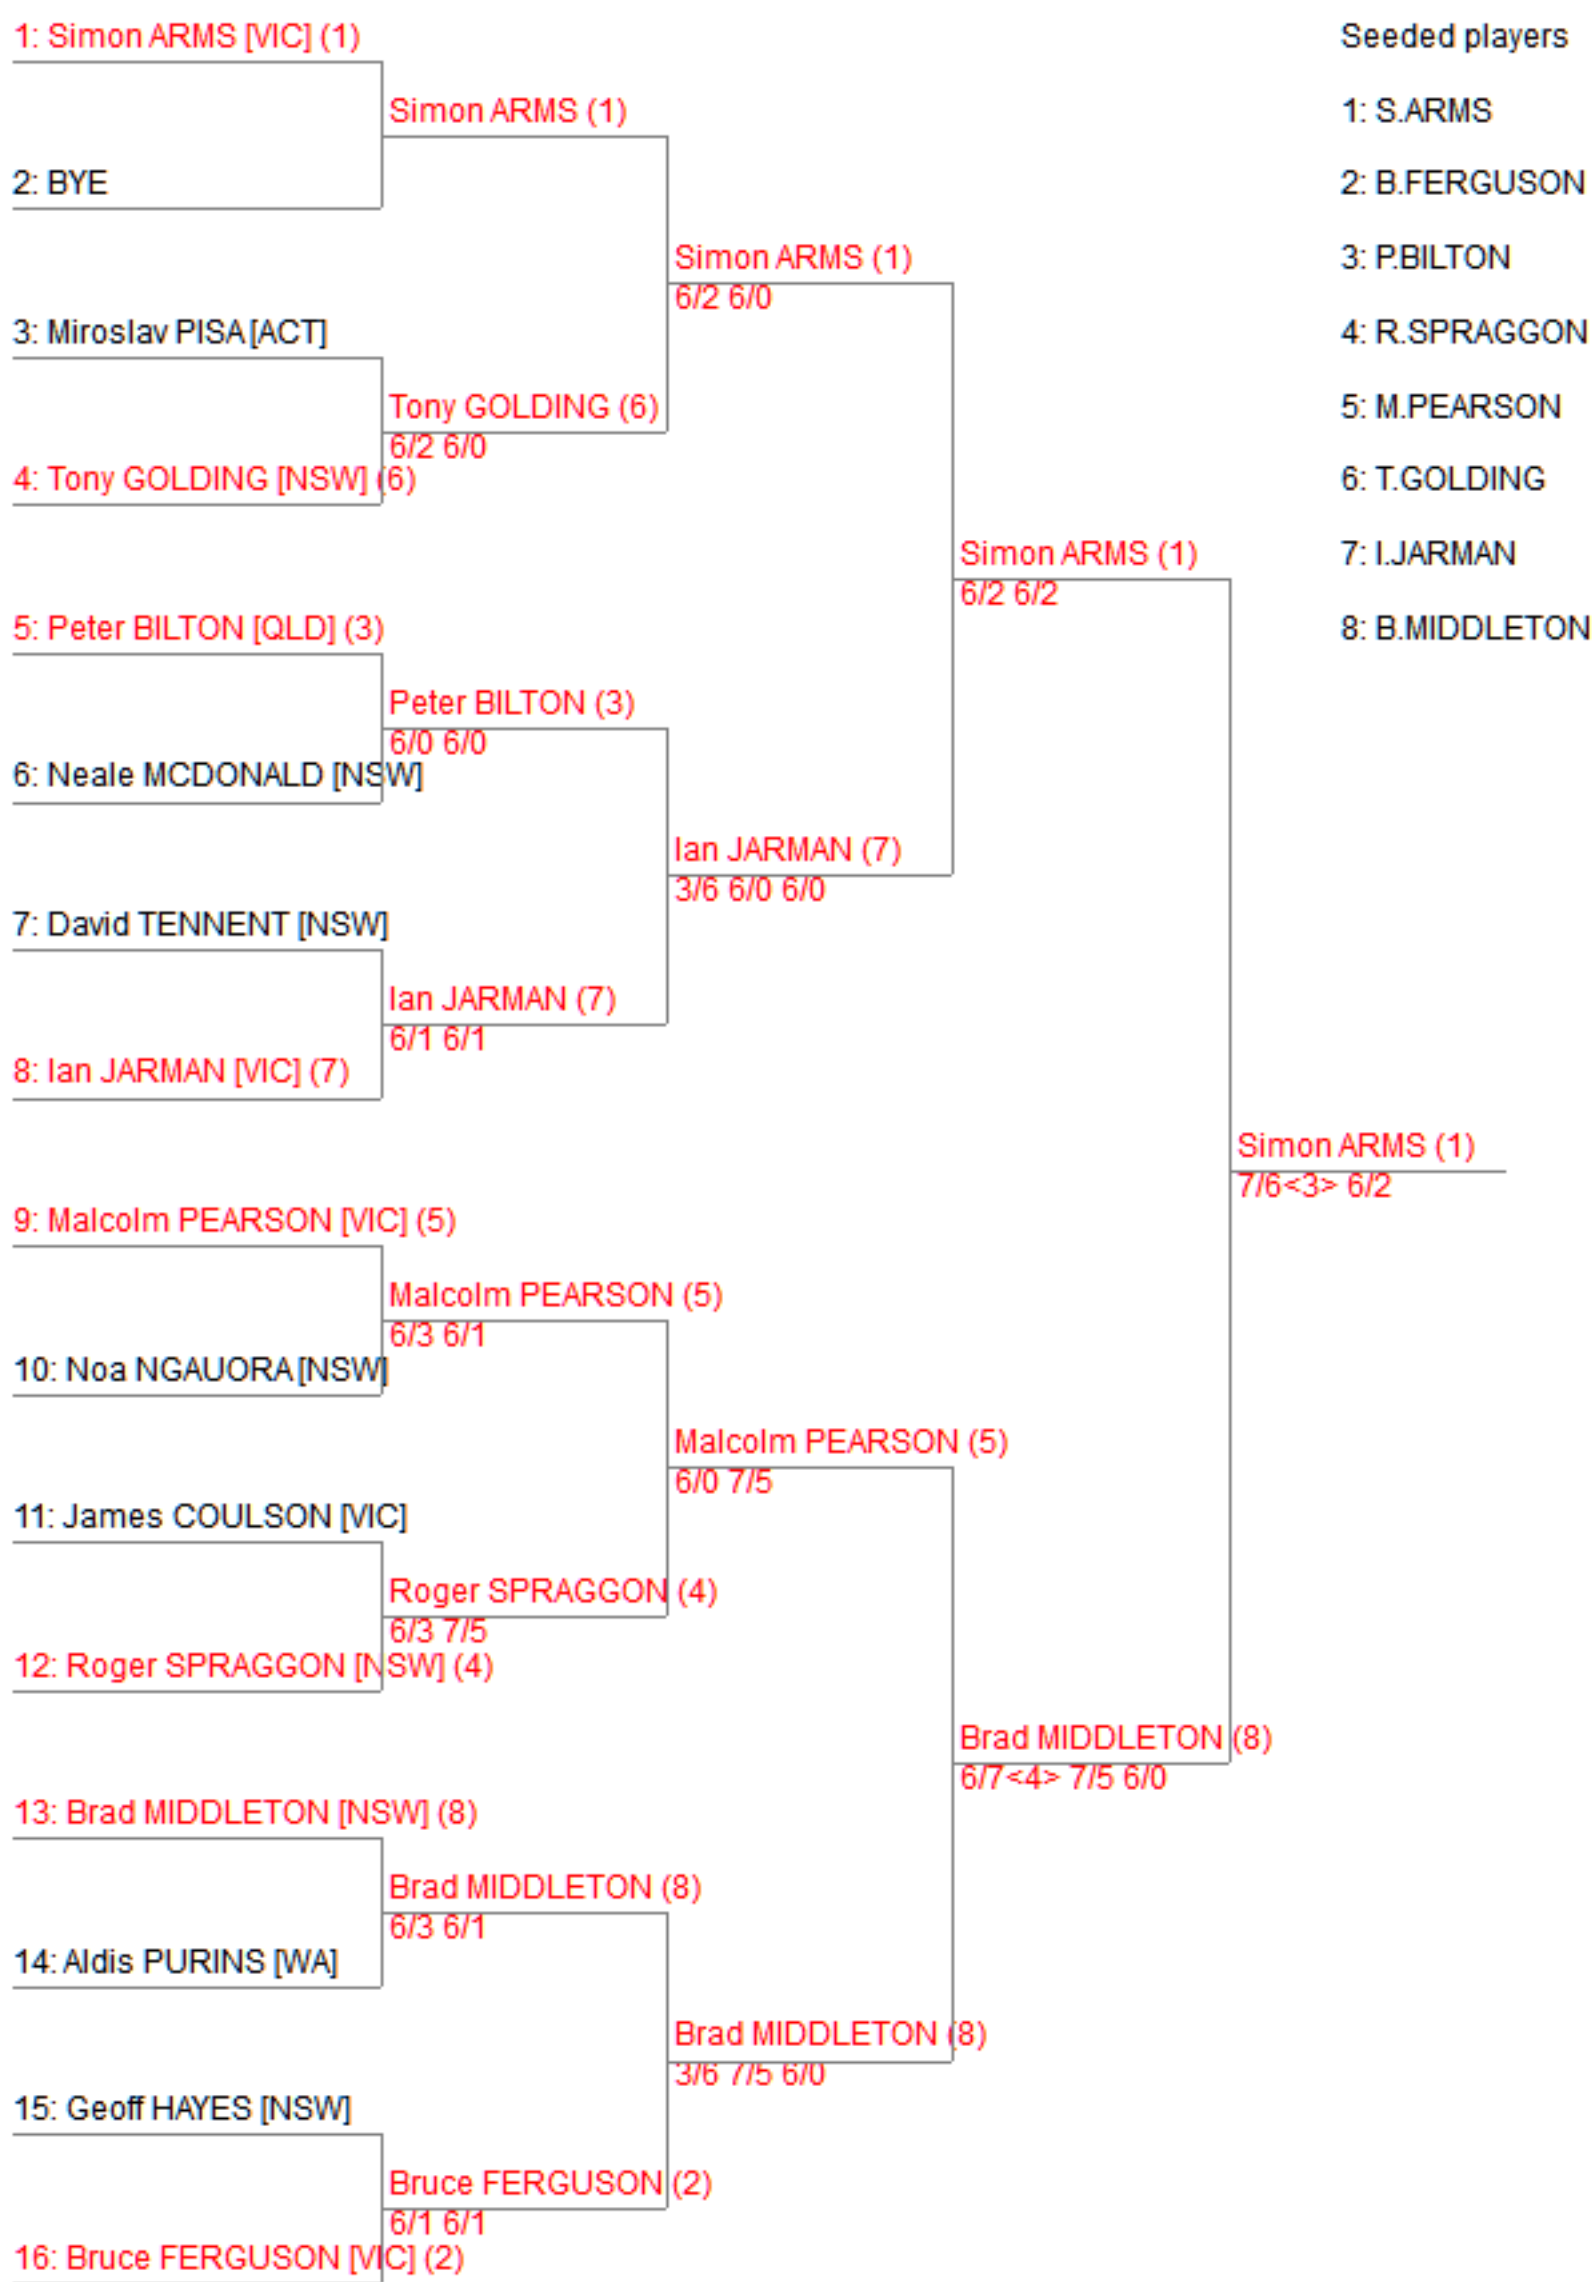 1: Simon ARMS [VIC] (1)
Seeded players
Simon ARMS (1)
1: S.ARMS
2: BYE
2: B.FERGUSON
Simon ARMS (1)
6/2 6/0
3: P.BILTON
3: Miroslav PISA [ACT]
4: R.SPRAGGON
Tony GOLDING (6)
6/2 6/0
5: M.PEARSON
4: Tony GOLDING [NSW] (6)
6: T.GOLDING
Simon ARMS (1)
6/2 6/2
7: I.JARMAN
5: Peter BILTON [QLD] (3)
8: B.MIDDLETON
Peter BILTON (3)
6/0 6/0
6: Neale MCDONALD [NSW]
Ian JARMAN (7)
3/6 6/0 6/0
7: David TENNENT [NSW]
Ian JARMAN (7)
6/1 6/1
8: Ian JARMAN [VIC] (7)
Simon ARMS (1)
7/6<3> 6/2
9: Malcolm PEARSON [VIC] (5)
Malcolm PEARSON (5)
6/3 6/1
10: Noa NGAUORA [NSW]
Malcolm PEARSON (5)
6/0 7/5
11: James COULSON [VIC]
Roger SPRAGGON (4)
6/3 7/5
12: Roger SPRAGGON [NSW] (4)
Brad MIDDLETON (8)
6/7<4> 7/5 6/0
13: Brad MIDDLETON [NSW] (8)
Brad MIDDLETON (8)
6/3 6/1
14: Aldis PURINS [WA]
Brad MIDDLETON (8)
3/6 7/5 6/0
15: Geoff HAYES [NSW]
Bruce FERGUSON (2)
6/1 6/1
16: Bruce FERGUSON [VIC] (2)